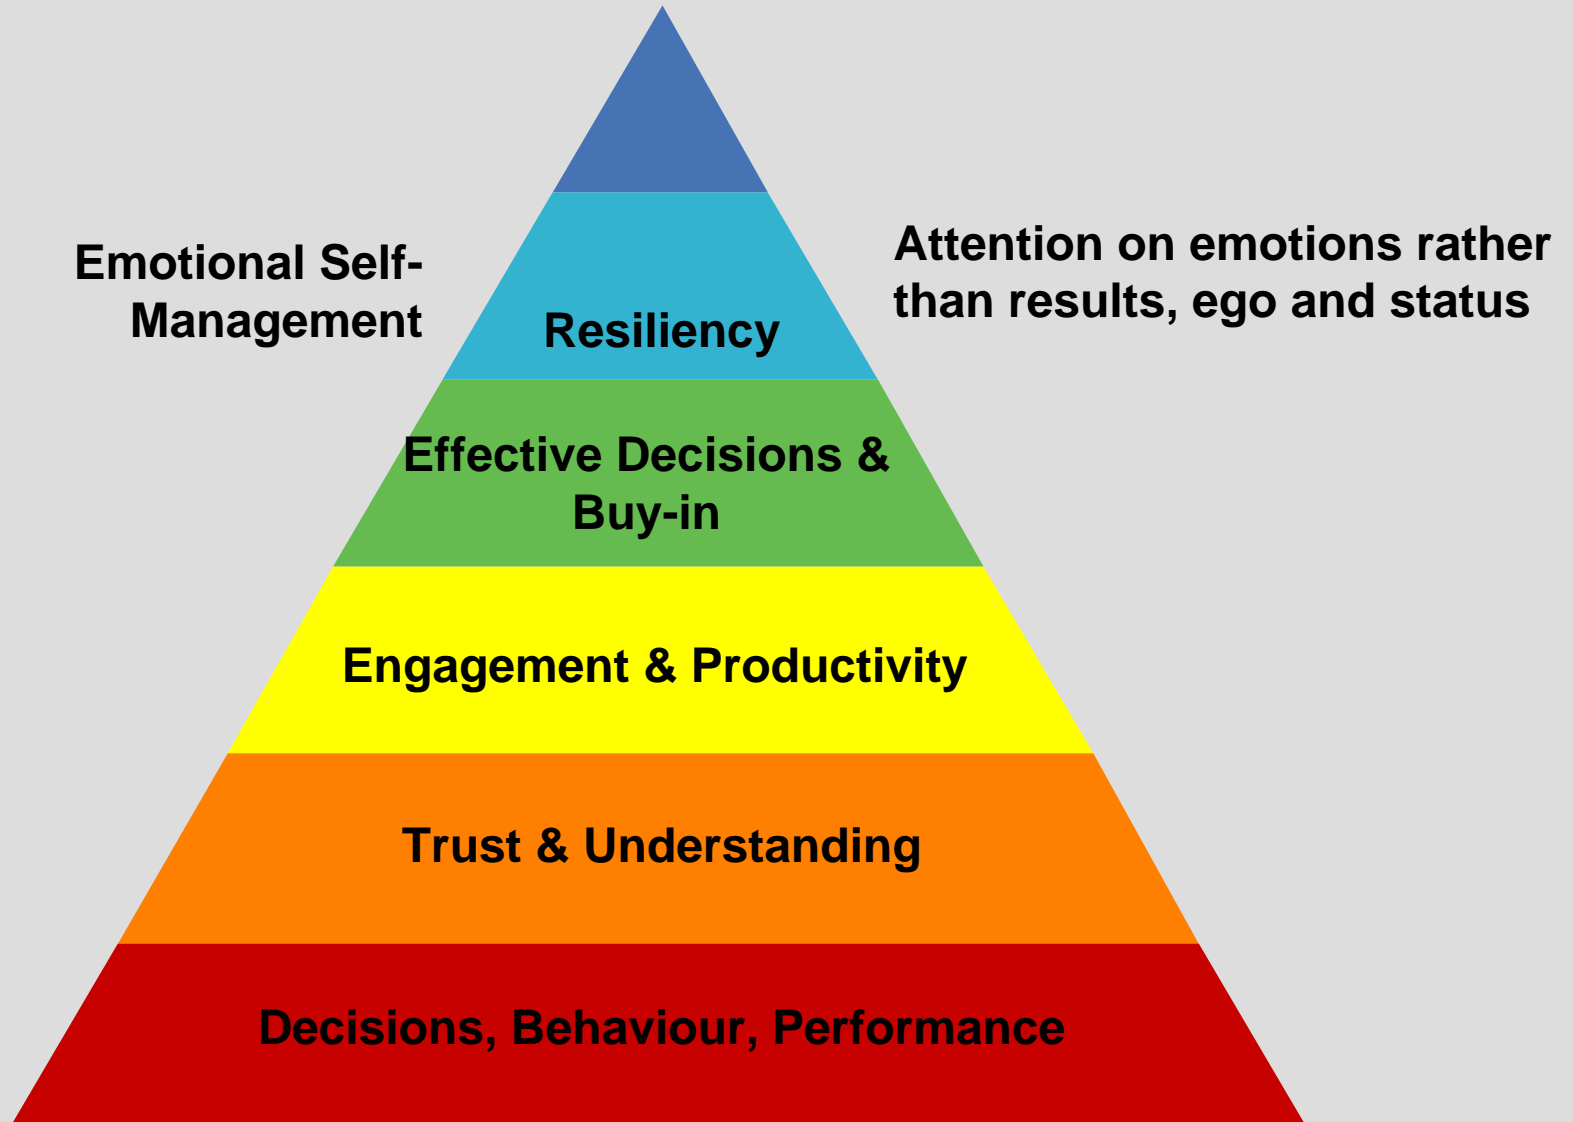 Emotional Self-
Management
Attention on emotions rather
than results, ego and status
Resiliency
Effective Decisions &
Buy-in
Engagement & Productivity
Trust & Understanding
Decisions, Behaviour, Performance